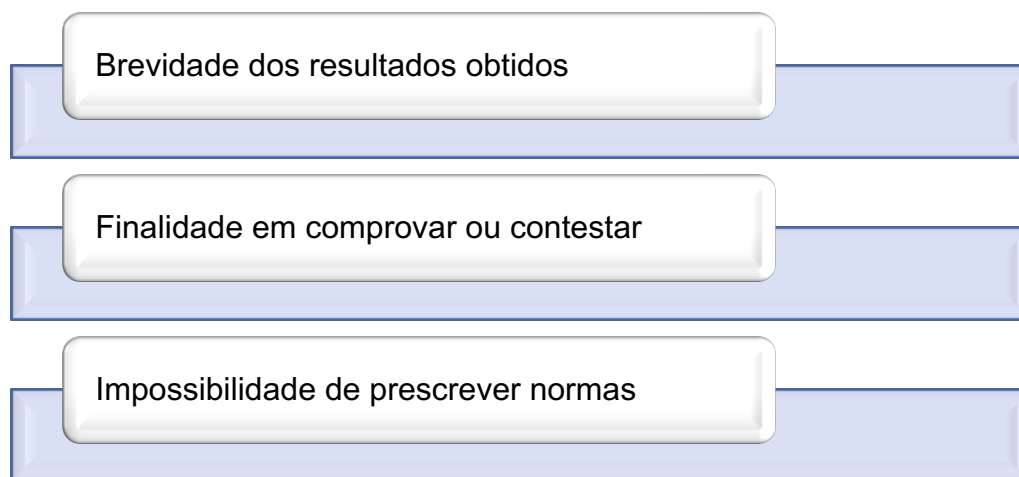 Brevidade dos resultados obtidos
Finalidade em comprovar ou contestar
Impossibilidade de prescrever normas